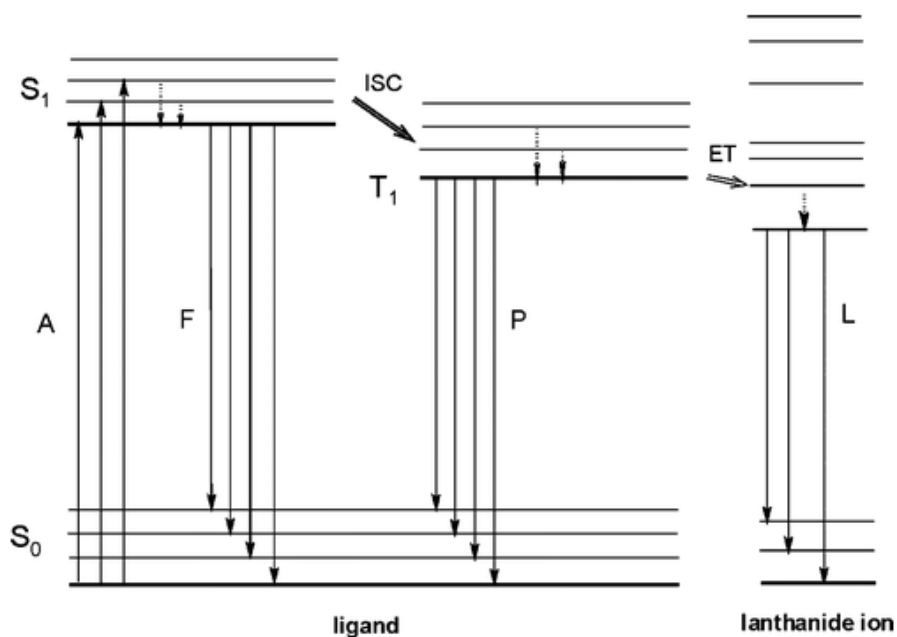 S1
ISC
T1
ET
A
F
P
L
S0
ligand
lanthanide ion